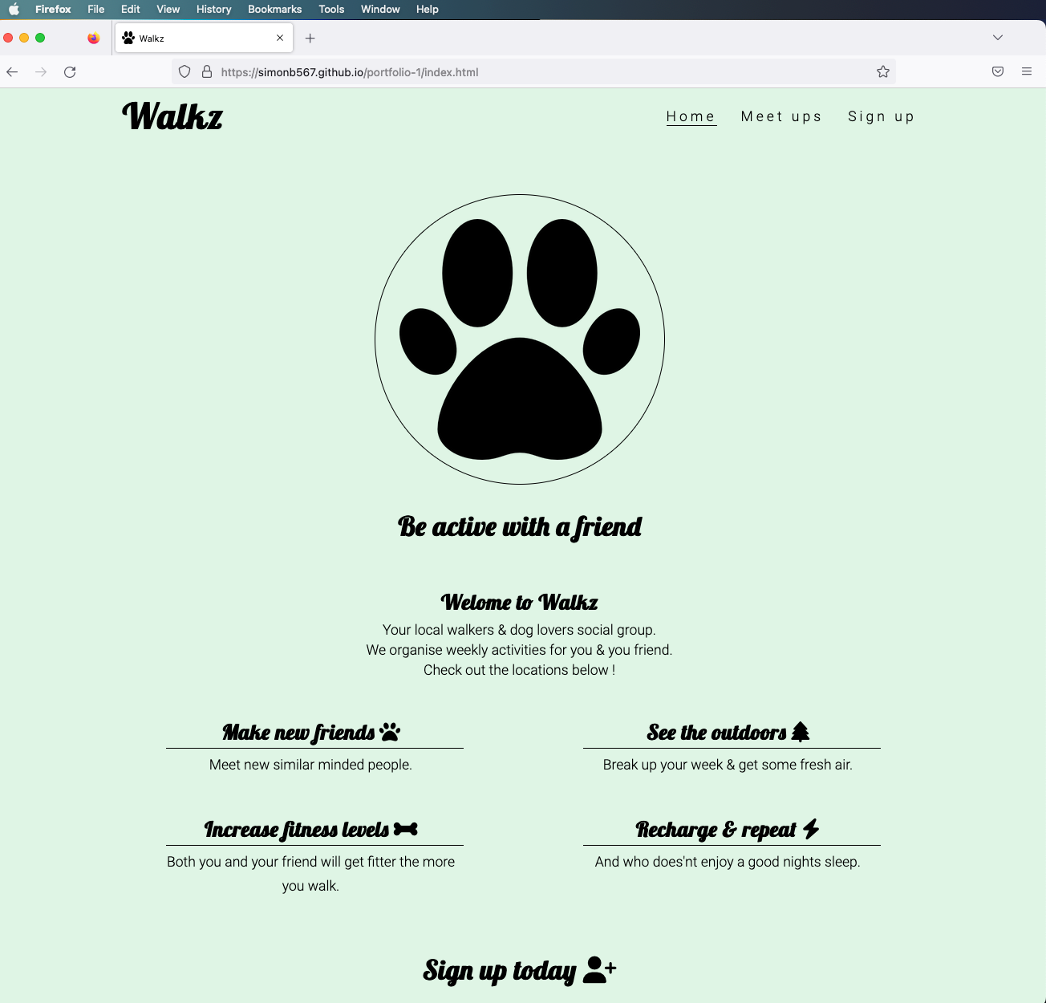 Firefox File Edit View History Bookmarks Tools Window Help
Walkz
https://simonb567.github.io/portfolio-1/index.html
Walkz
Home Meet ups Sign up
Be active with a friend
Welome to Walkz
Your local walkers & dog lovers social group.
We organise weekly activities for you & you friend.
Check out the locations below !
Make new friends
Meet new similar minded people.
See the outdoors
Break up your week & get some fresh air.
Increase fitness levels
Both you and your friend will get fitter the more
you walk.
Recharge & repeat
And who does'nt enjoy a good nights sleep.
Sign up today